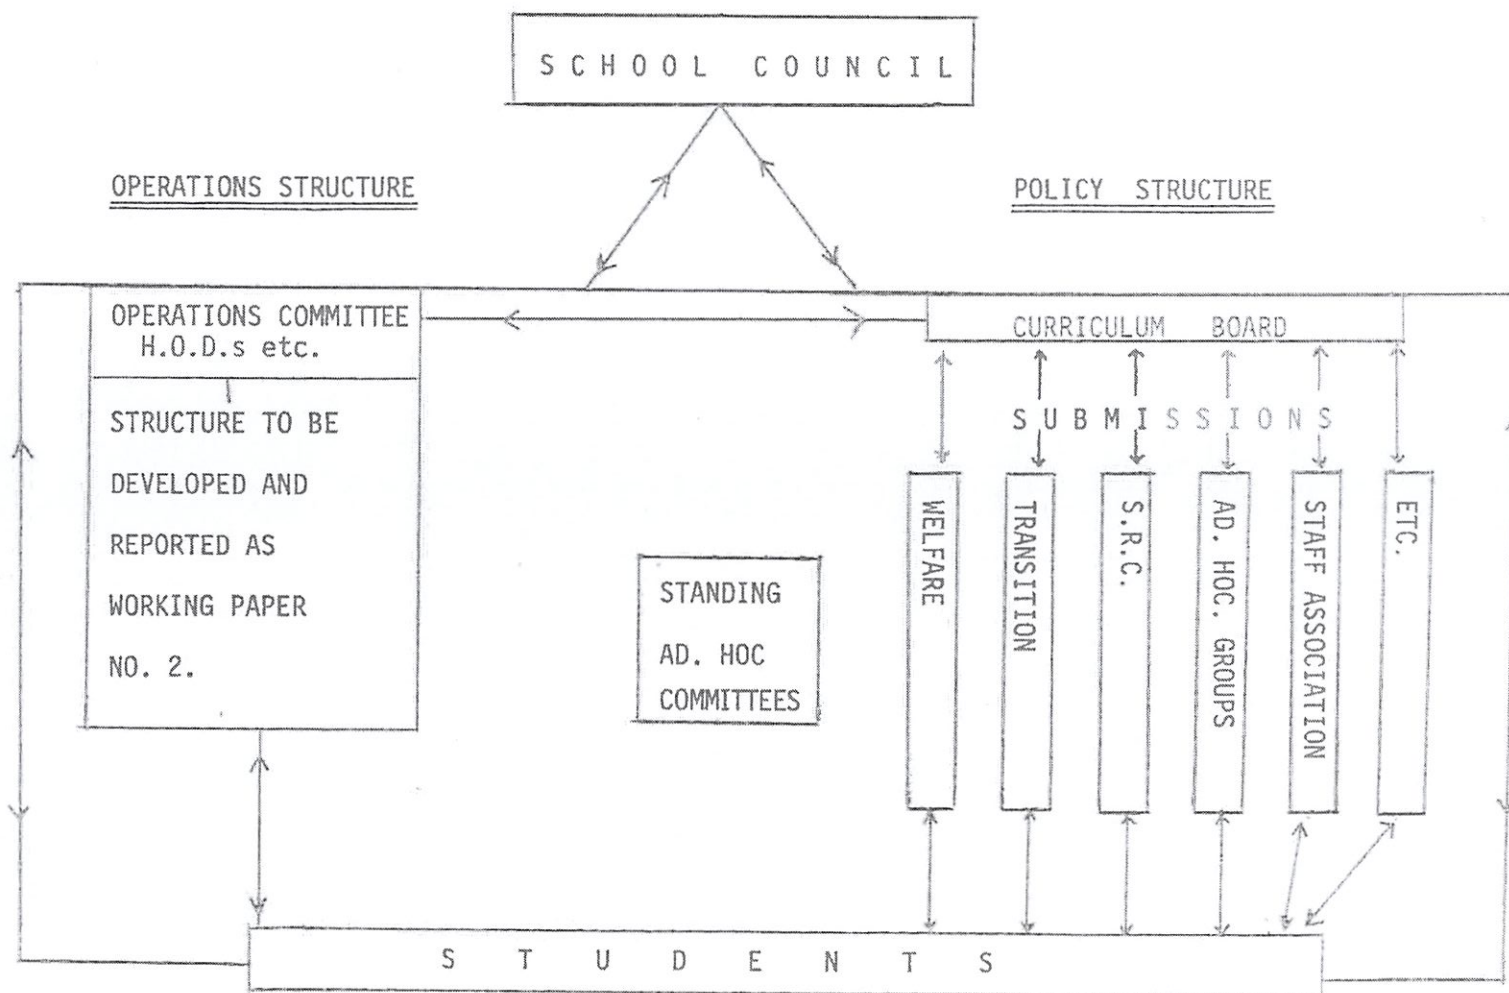 SCHOOL COUNCIL
OPERATIONS STRUCTURE
POLICY STRUCTURE
OPERATIONS COMMITTEE
H.O.D.s etc.
STRUCTURE TO BE
DEVELOPED AND
REPORTED AS
WORKING PAPER
NO. 2.
STANDING
AD. HOC
COMMITTEES
CURRICULUM BOARD
SUBMISSIONS
WELFARE
TRANSITION
S.R.C.
AD. HOC. GROUPS
STAFF ASSOCIATION
ETC.
STUDENTS